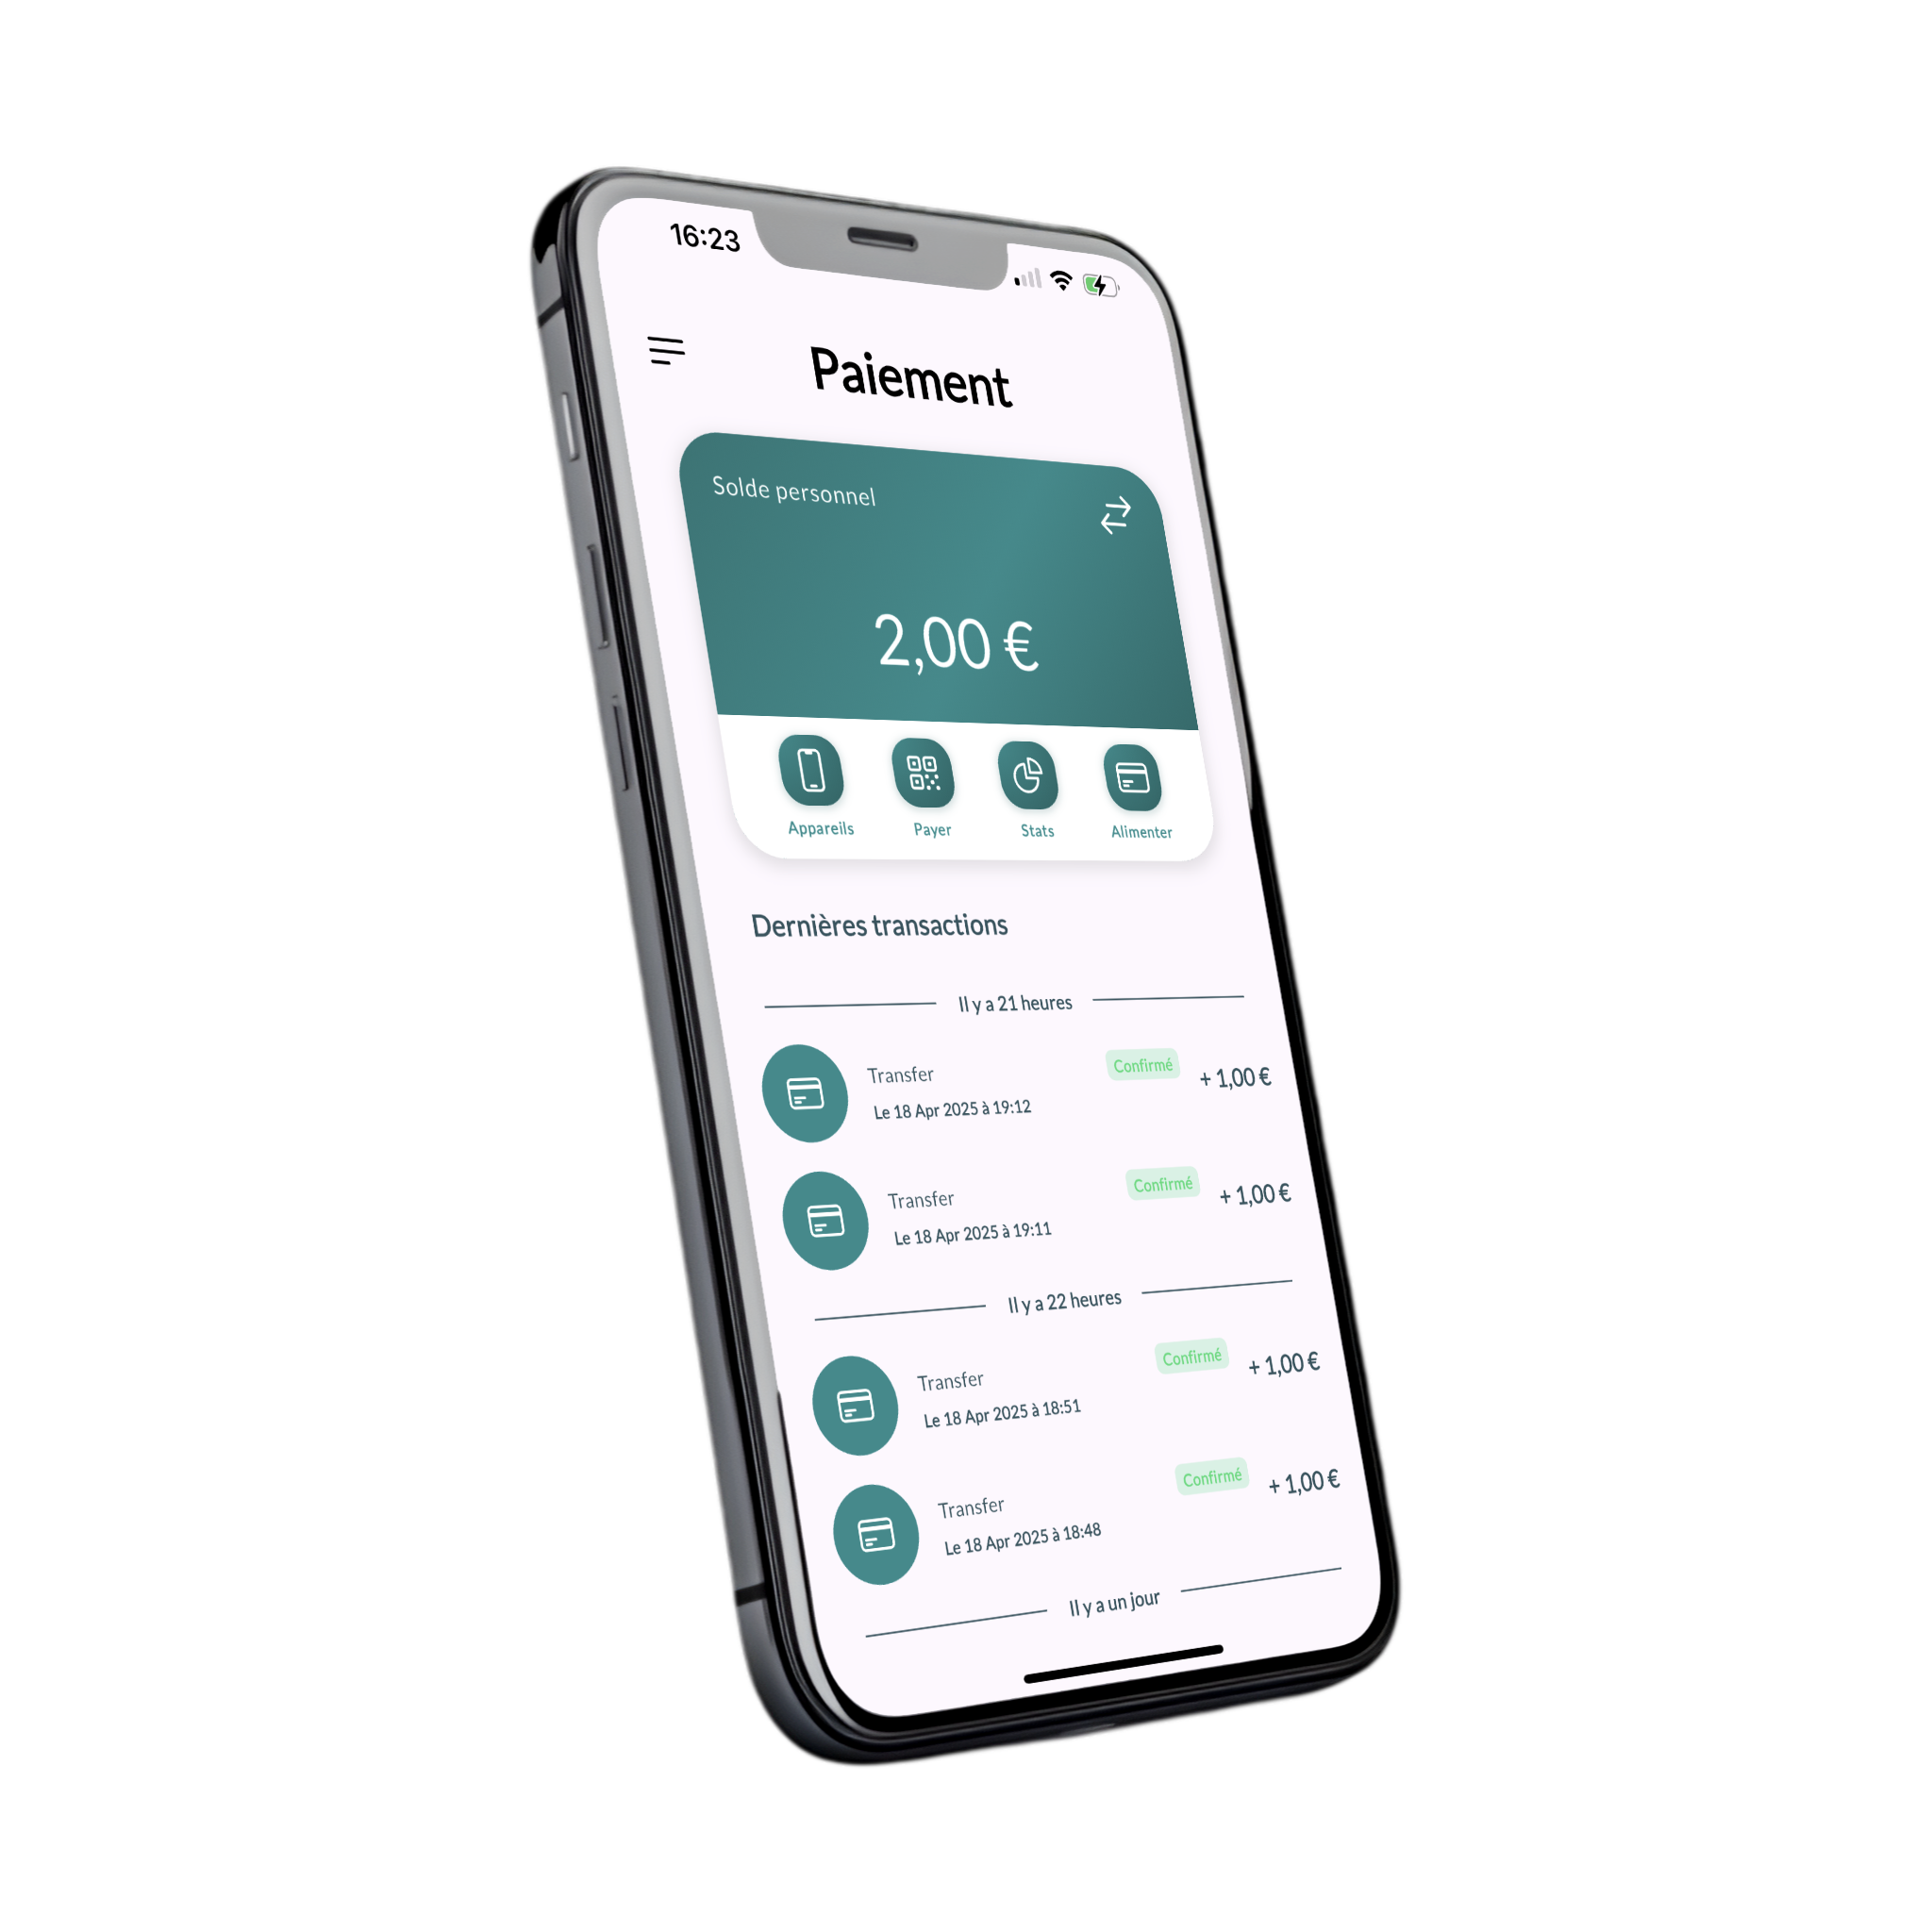 16:23
Paiement
Solde personnel
2,00 €
Appareils Payer Stats Alimenter
Dernières transactions
Il y a 21 heures
Transfer Confirmé + 1,00 €
Le 18 Apr 2025 à 19:12
Transfer Confirmé + 1,00 €
Le 18 Apr 2025 à 19:11
Il y a 22 heures
Transfer Confirmé + 1,00 €
Le 18 Apr 2025 à 18:51
Transfer Confirmé + 1,00 €
Le 18 Apr 2025 à 18:48
Il y a un jour